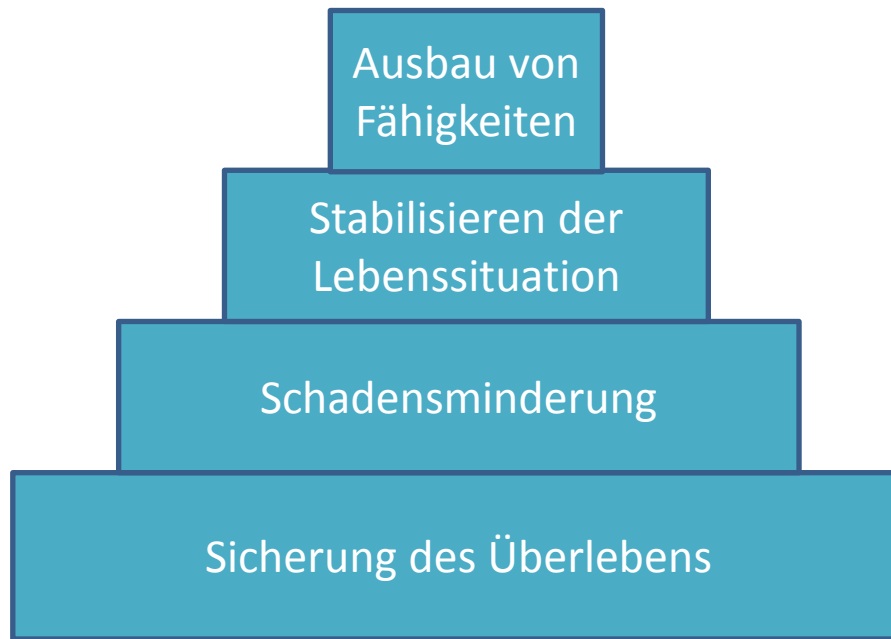 Ausbau von
Fähigkeiten
Stabilisieren der
Lebenssituation
Schadensminderung
Sicherung des Überlebens